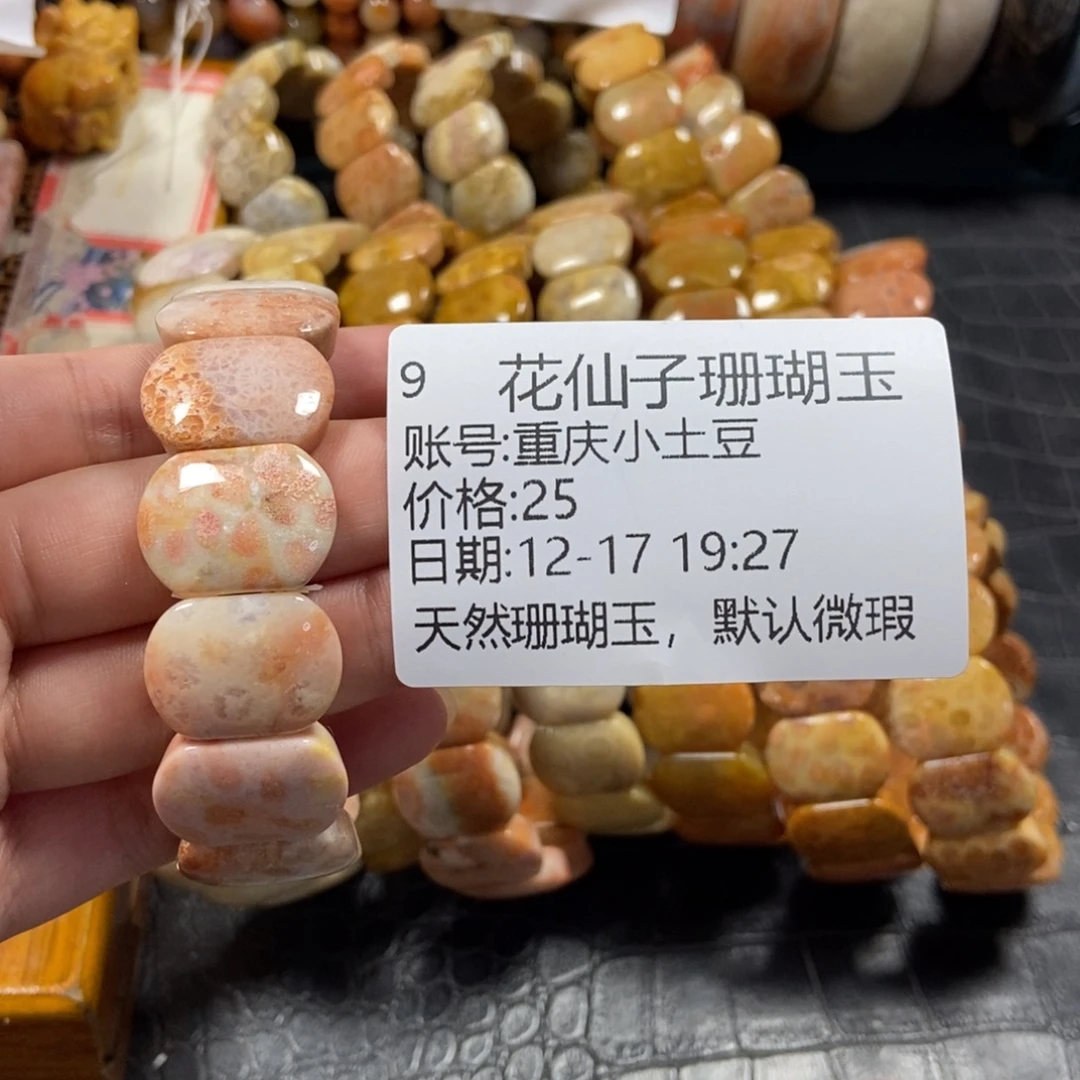 9 花仙子珊瑚玉
账号:重庆小土豆
价格:25
日期:12-17 19:27
天然珊瑚玉，默认微瑕